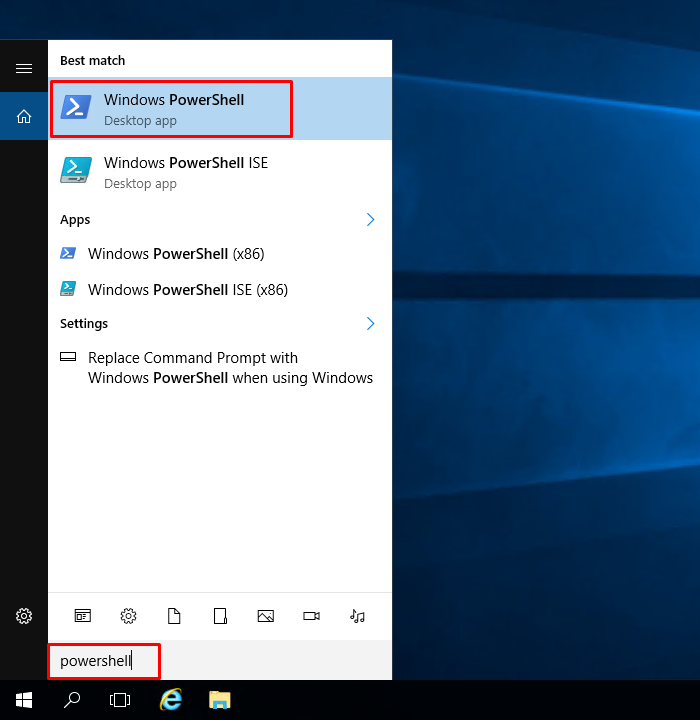 Best match
Windows PowerShell
Desktop app
Windows PowerShell ISE
Desktop app
Apps
Windows PowerShell (x86)
Windows PowerShell ISE (x86)
Settings
Replace Command Prompt with
Windows PowerShell when using Windows
powershell